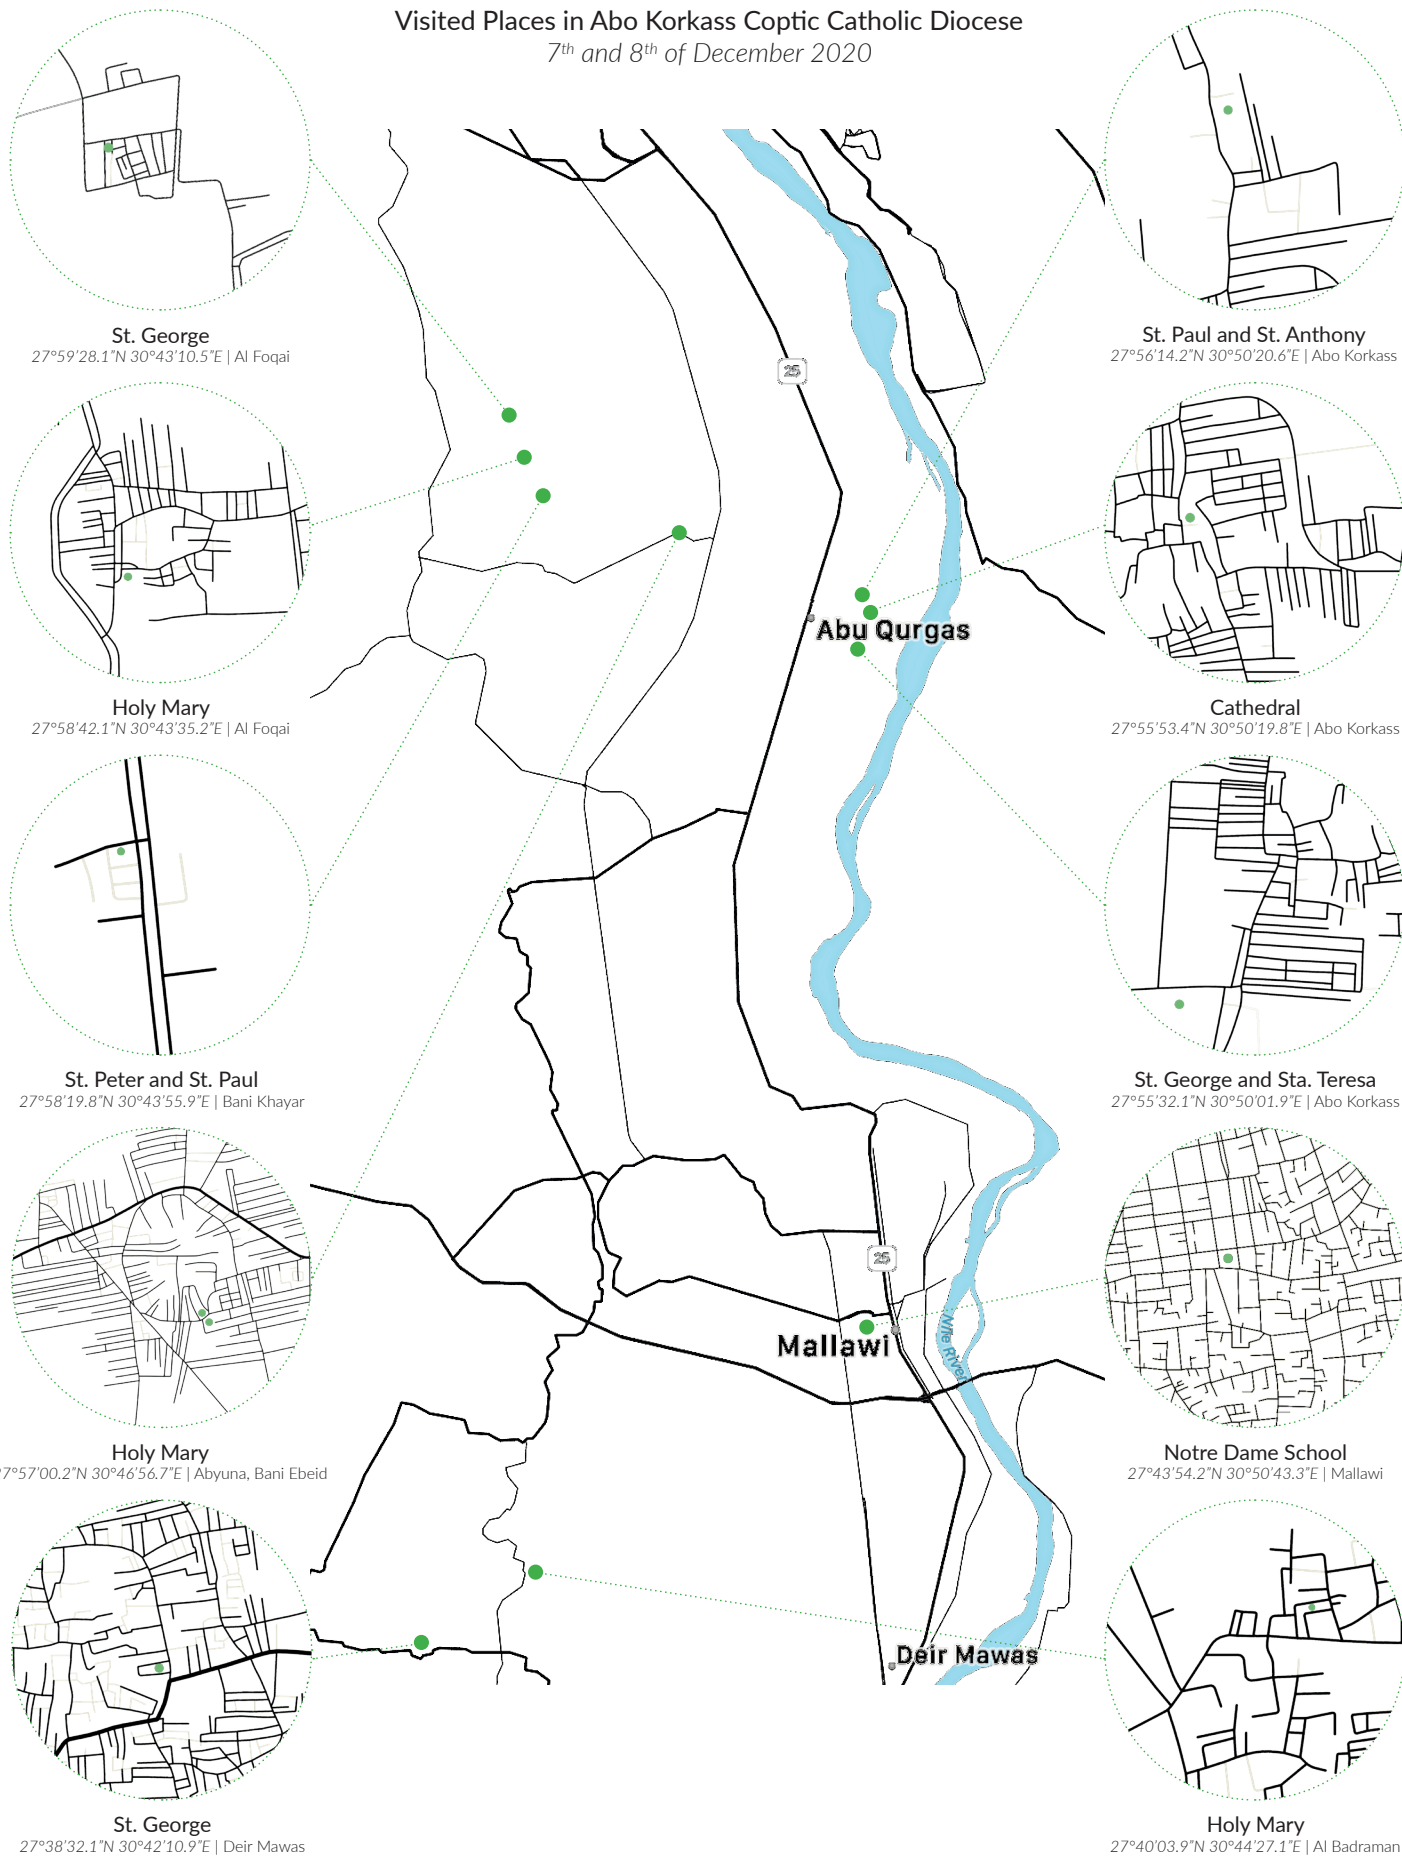 Visited Places in Abo Korkass Coptic Catholic Diocese
7th and 8th of December 2020
St. George
27°59'28.1"N 30°43'10.5"E | Al Foqai
St. Paul and St. Anthony
27°56'14.2"N 30°50'20.6"E | Abo Korkass
25
Holy Mary
27°58'42.1"N 30°43'35.2"E | Al Foqai
Abu Qurgas
Cathedral
27°55'53.4"N 30°50'19.8"E | Abo Korkass
St. Peter and St. Paul
27°58'19.8"N 30°43'55.9"E | Bani Khayar
St. George and Sta. Teresa
27°55'32.1"N 30°50'01.9"E | Abo Korkass
25
Mallawi
Nile River
Holy Mary
7°57'00.2"N 30°46'56.7"E | Abyuna, Bani Ebeid
Notre Dame School
27°43'54.2"N 30°50'43.3"E | Mallawi
Deir Mawas
St. George
27°38'32.1"N 30°42'10.9"E | Deir Mawas
Holy Mary
27°40'03.9"N 30°44'27.1"E | Al Badraman